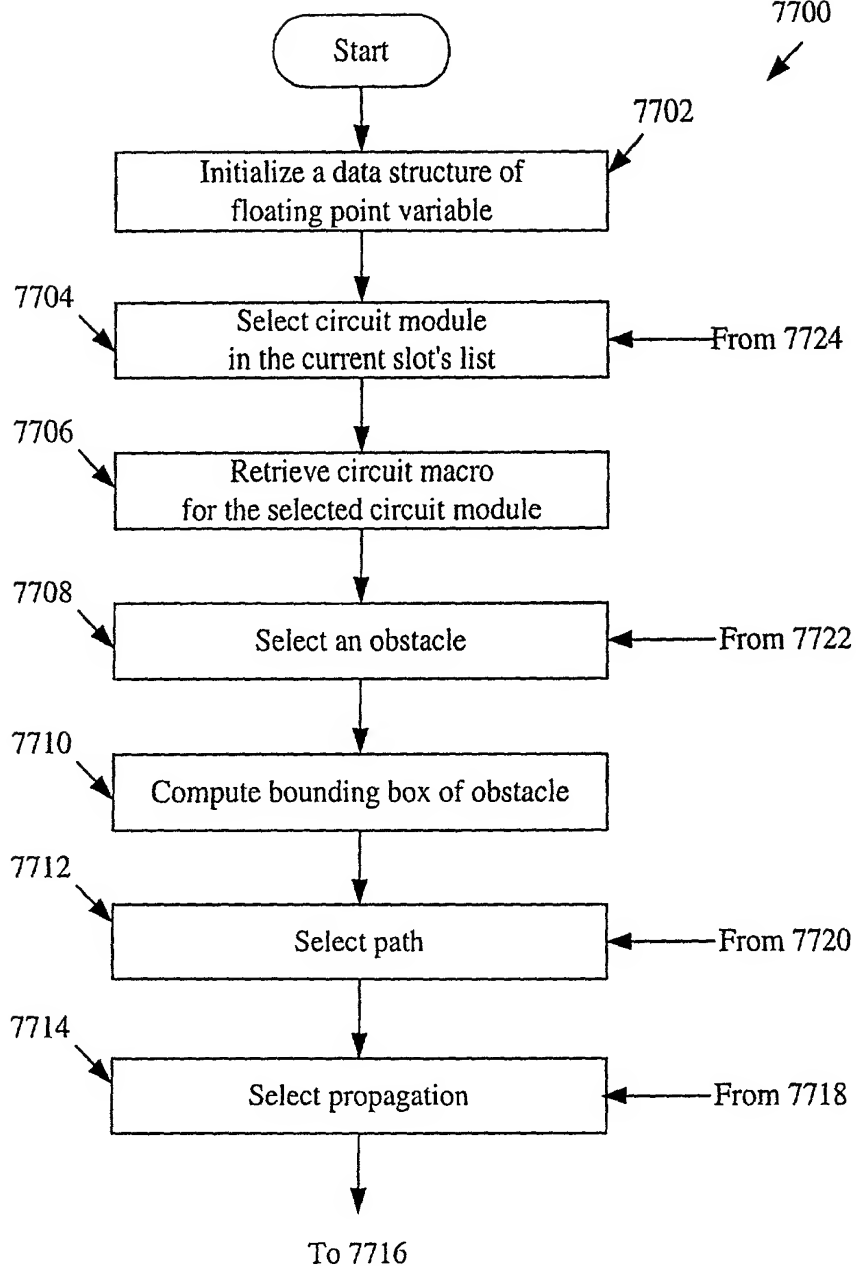 7700
Start
7702
Initialize a data structure of
floating point variable
7704
Select circuit module
in the current slot's list
From 7724
7706
Retrieve circuit macro
for the selected circuit module
7708
Select an obstacle
From 7722
7710
Compute bounding box of obstacle
7712
Select path
From 7720
7714
Select propagation
From 7718
To 7716